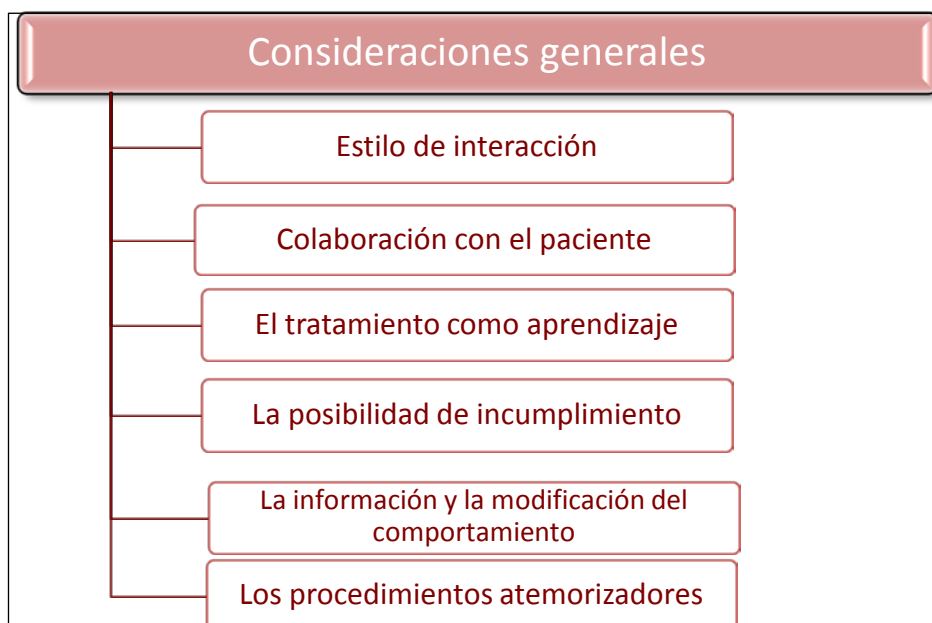 Consideraciones generales
Estilo de interacción
Colaboración con el paciente
El tratamiento como aprendizaje
La posibilidad de incumplimiento
La información y la modificación del
comportamiento
Los procedimientos atemorizadores